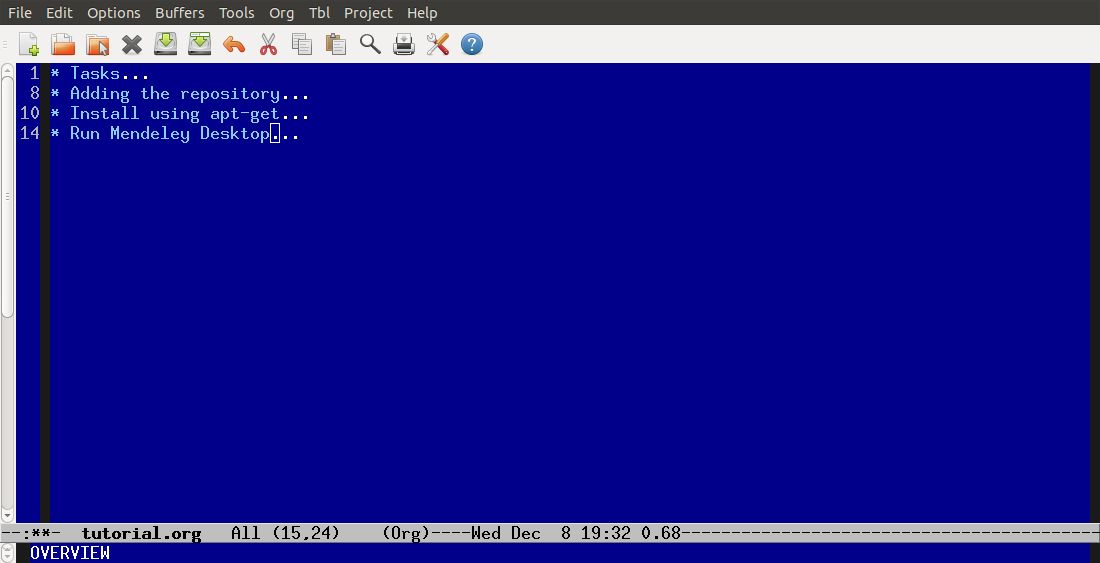 File Edit Options Buffers Tools Org Tbl Project Help
1 * Tasks...
8 * Adding the repository...
10 * Install using apt-get...
14 * Run Mendeley Desktop...
--:**-  tutorial.org   All (15,24)    (Org)----Wed Dec  8 19:32 0.68------------------------------------------
OVERVIEW